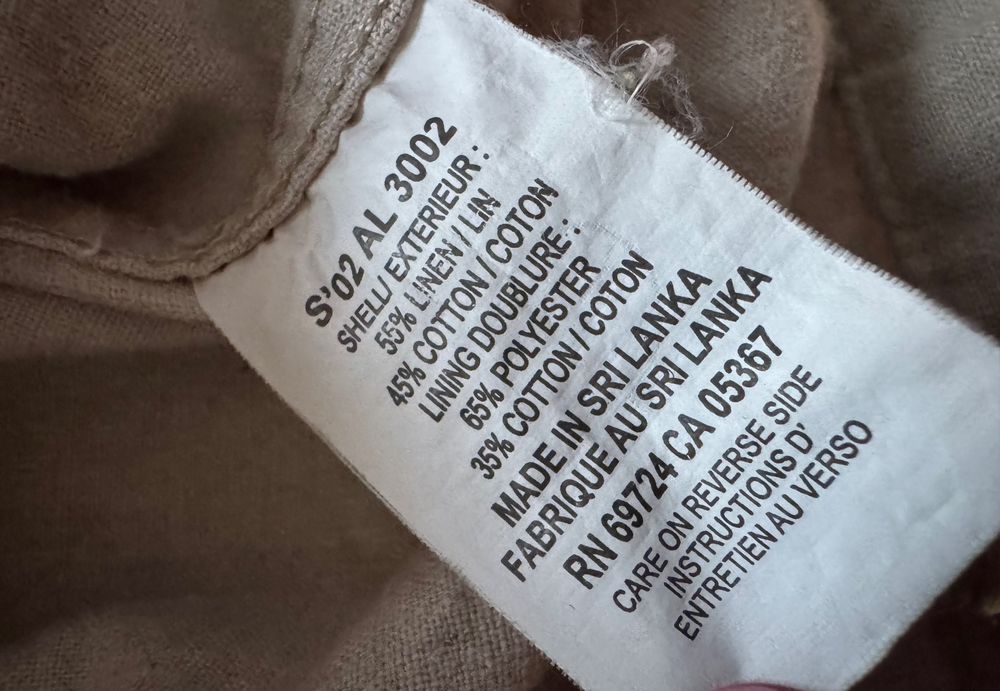 S'02 AL 3002
SHELL/ EXTERIEUR :
55% LINEN / LIN
45% COTTON / COTON
LINING DOUBLURE :
65% POLYESTER
35% COTTON / COTON
MADE IN SRI LANKA
FABRIQUE AU SRI LANKA
RN 69724 CA 05367
CARE ON REVERSE SIDE
INSTRUCTIONS D'
ENTRETIEN AU VERSO